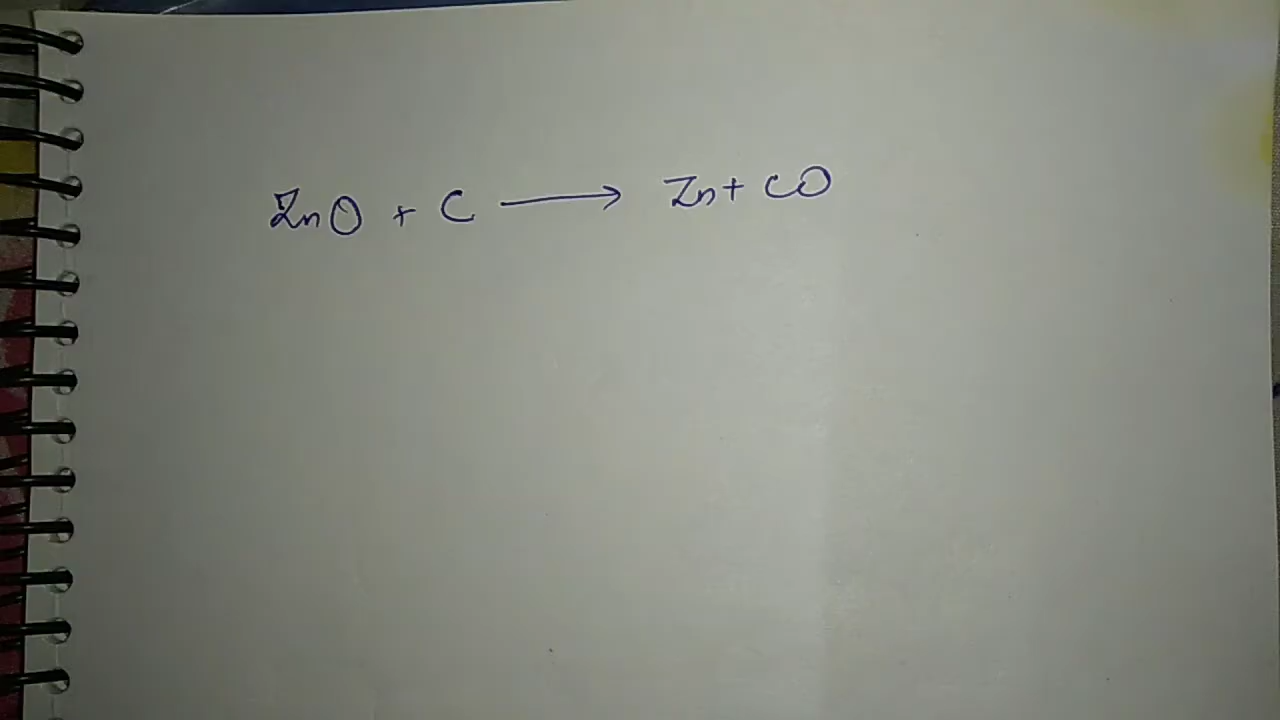 ZnO + C ⟶ Zn + CO